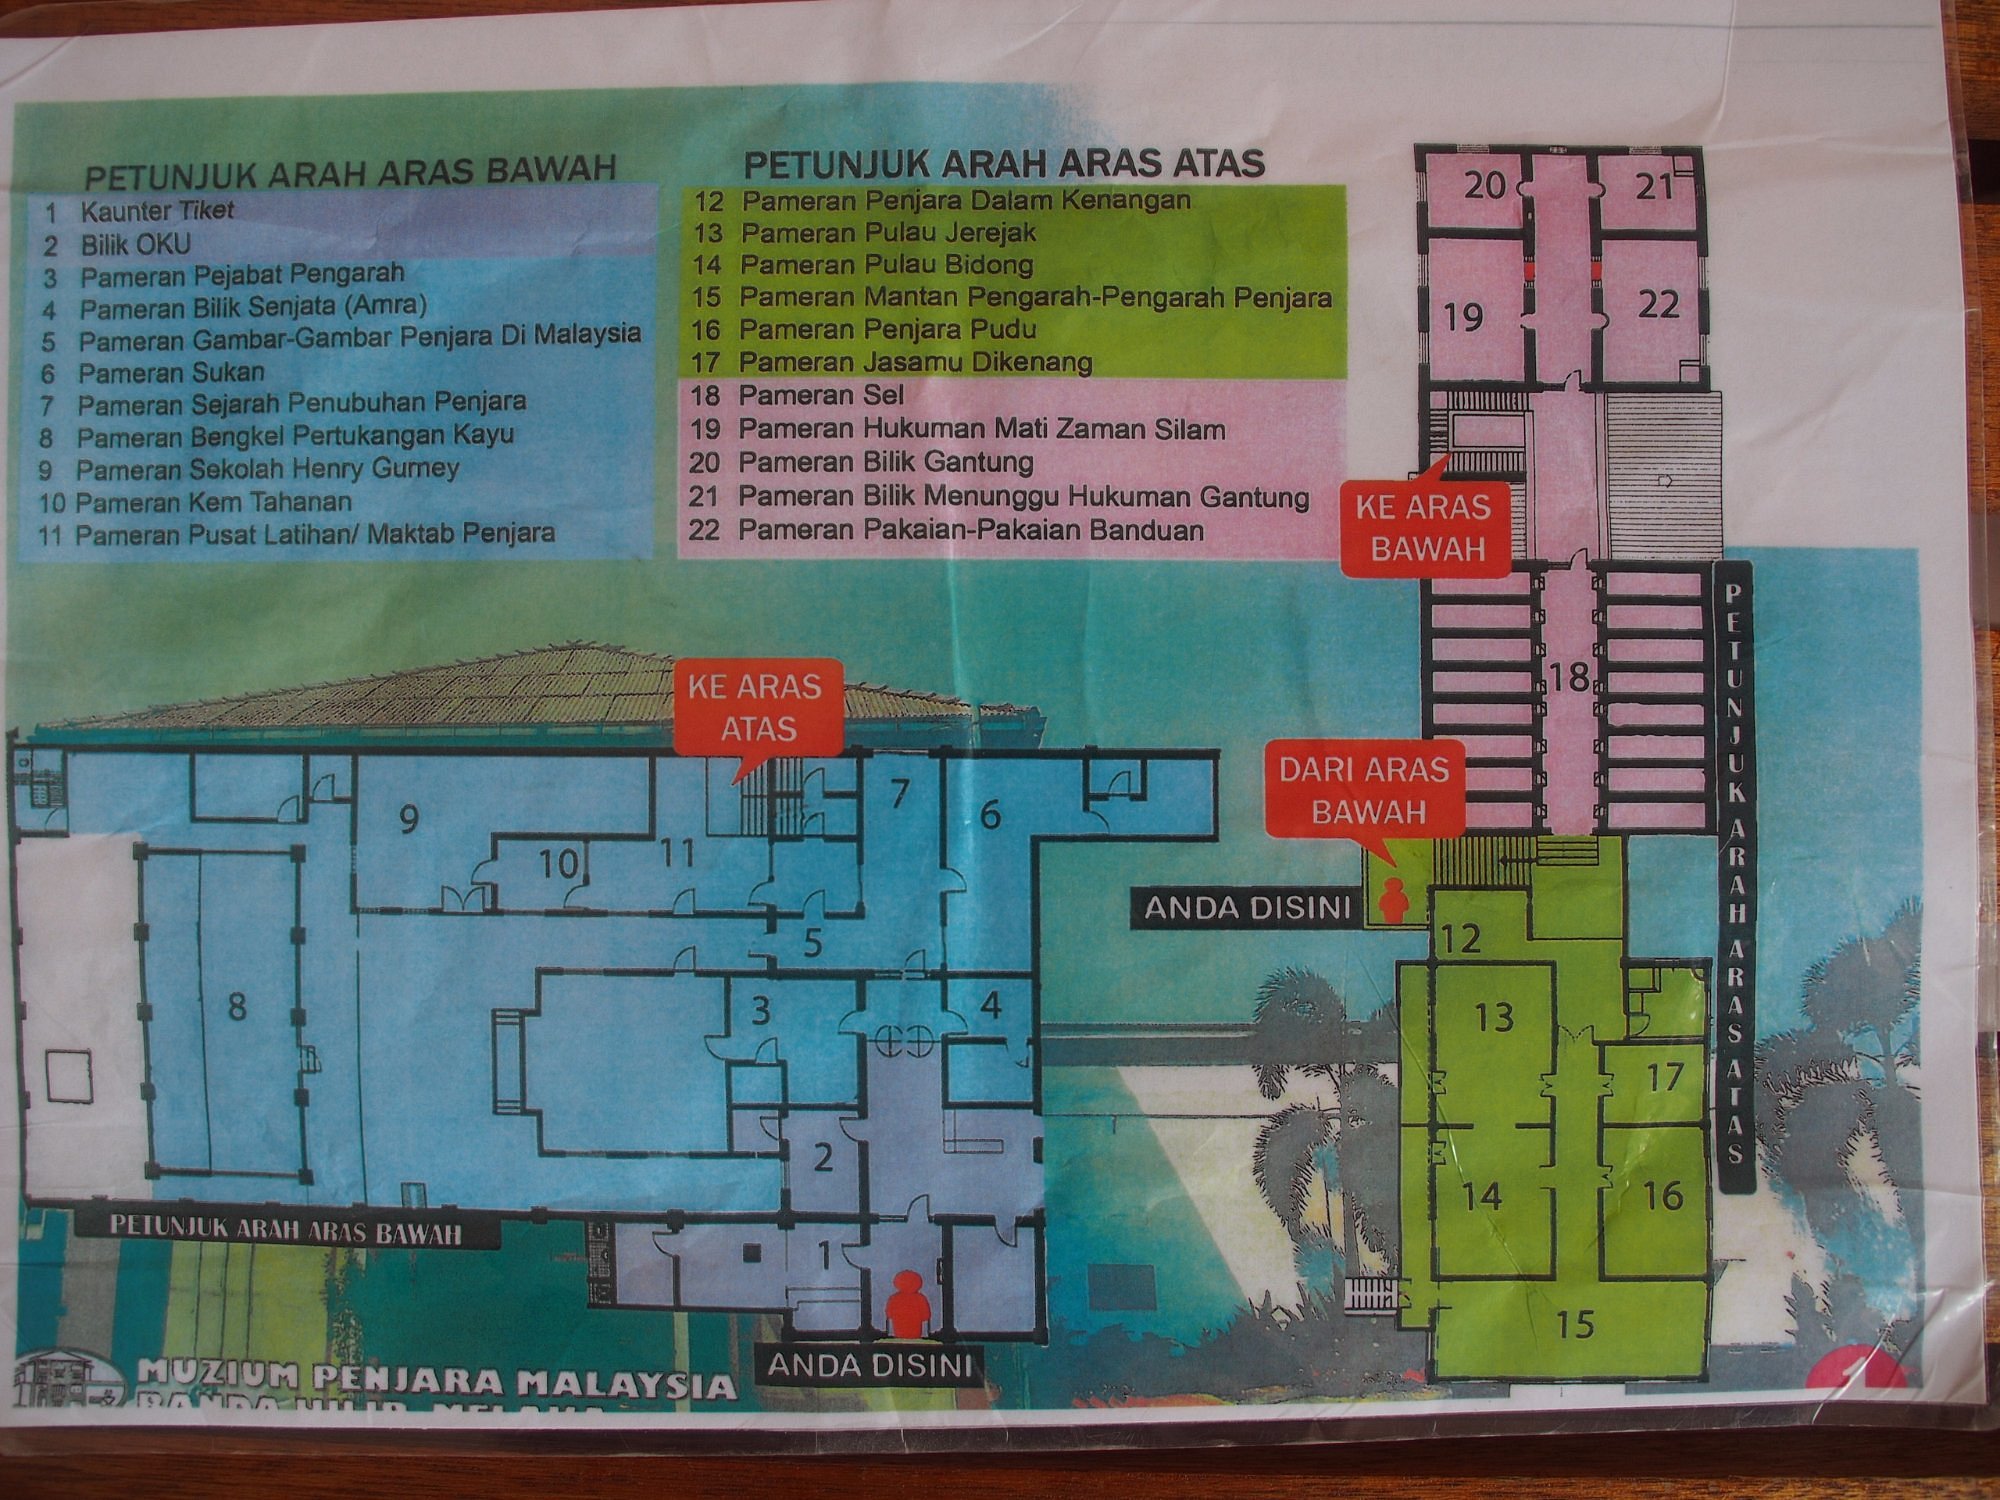 PETUNJUK ARAH ARAS BAWAH
1 Kaunter Tiket
2 Bilik OKU
3 Pameran Pejabat Pengarah
4 Pameran Bilik Senjata (Amra)
5 Pameran Gambar-Gambar Penjara Di Malaysia
6 Pameran Sukan
7 Pameran Sejarah Penubuhan Penjara
8 Pameran Bengkel Pertukangan Kayu
9 Pameran Sekolah Henry Gurney
10 Pameran Kem Tahanan
11 Pameran Pusat Latihan/ Maktab Penjara
PETUNJUK ARAH ARAS ATAS
12 Pameran Penjara Dalam Kenangan
13 Pameran Pulau Jerejak
14 Pameran Pulau Bidong
15 Pameran Mantan Pengarah-Pengarah Penjara
16 Pameran Penjara Pudu
17 Pameran Jasamu Dikenang
18 Pameran Sel
19 Pameran Hukuman Mati Zaman Silam
20 Pameran Bilik Gantung
21 Pameran Bilik Menunggu Hukuman Gantung
22 Pameran Pakaian-Pakaian Banduan
20
21
19
22
KE ARAS
BAWAH
18
PETUNJUK ARAH ARAS ATAS
DARI ARAS
BAWAH
ANDA DISINI
12
13
17
14
16
15
KE ARAS
ATAS
9
7
6
10
11
5
8
3
4
2
1
PETUNJUK ARAH ARAS BAWAH
ANDA DISINI
MUZIUM PENJARA MALAYSIA
BANDA HILIR, MELAKA
1